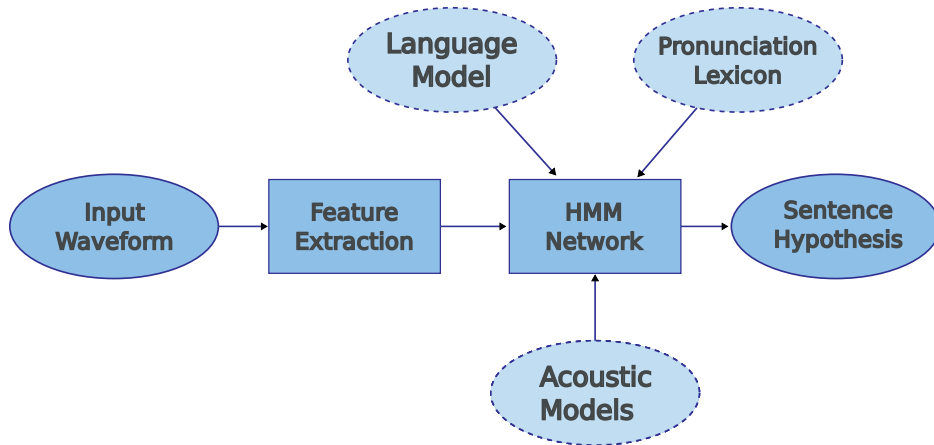 Language
Model
Pronunciation
Lexicon
Input
Waveform
Feature
Extraction
HMM
Network
Sentence
Hypothesis
Acoustic
Models